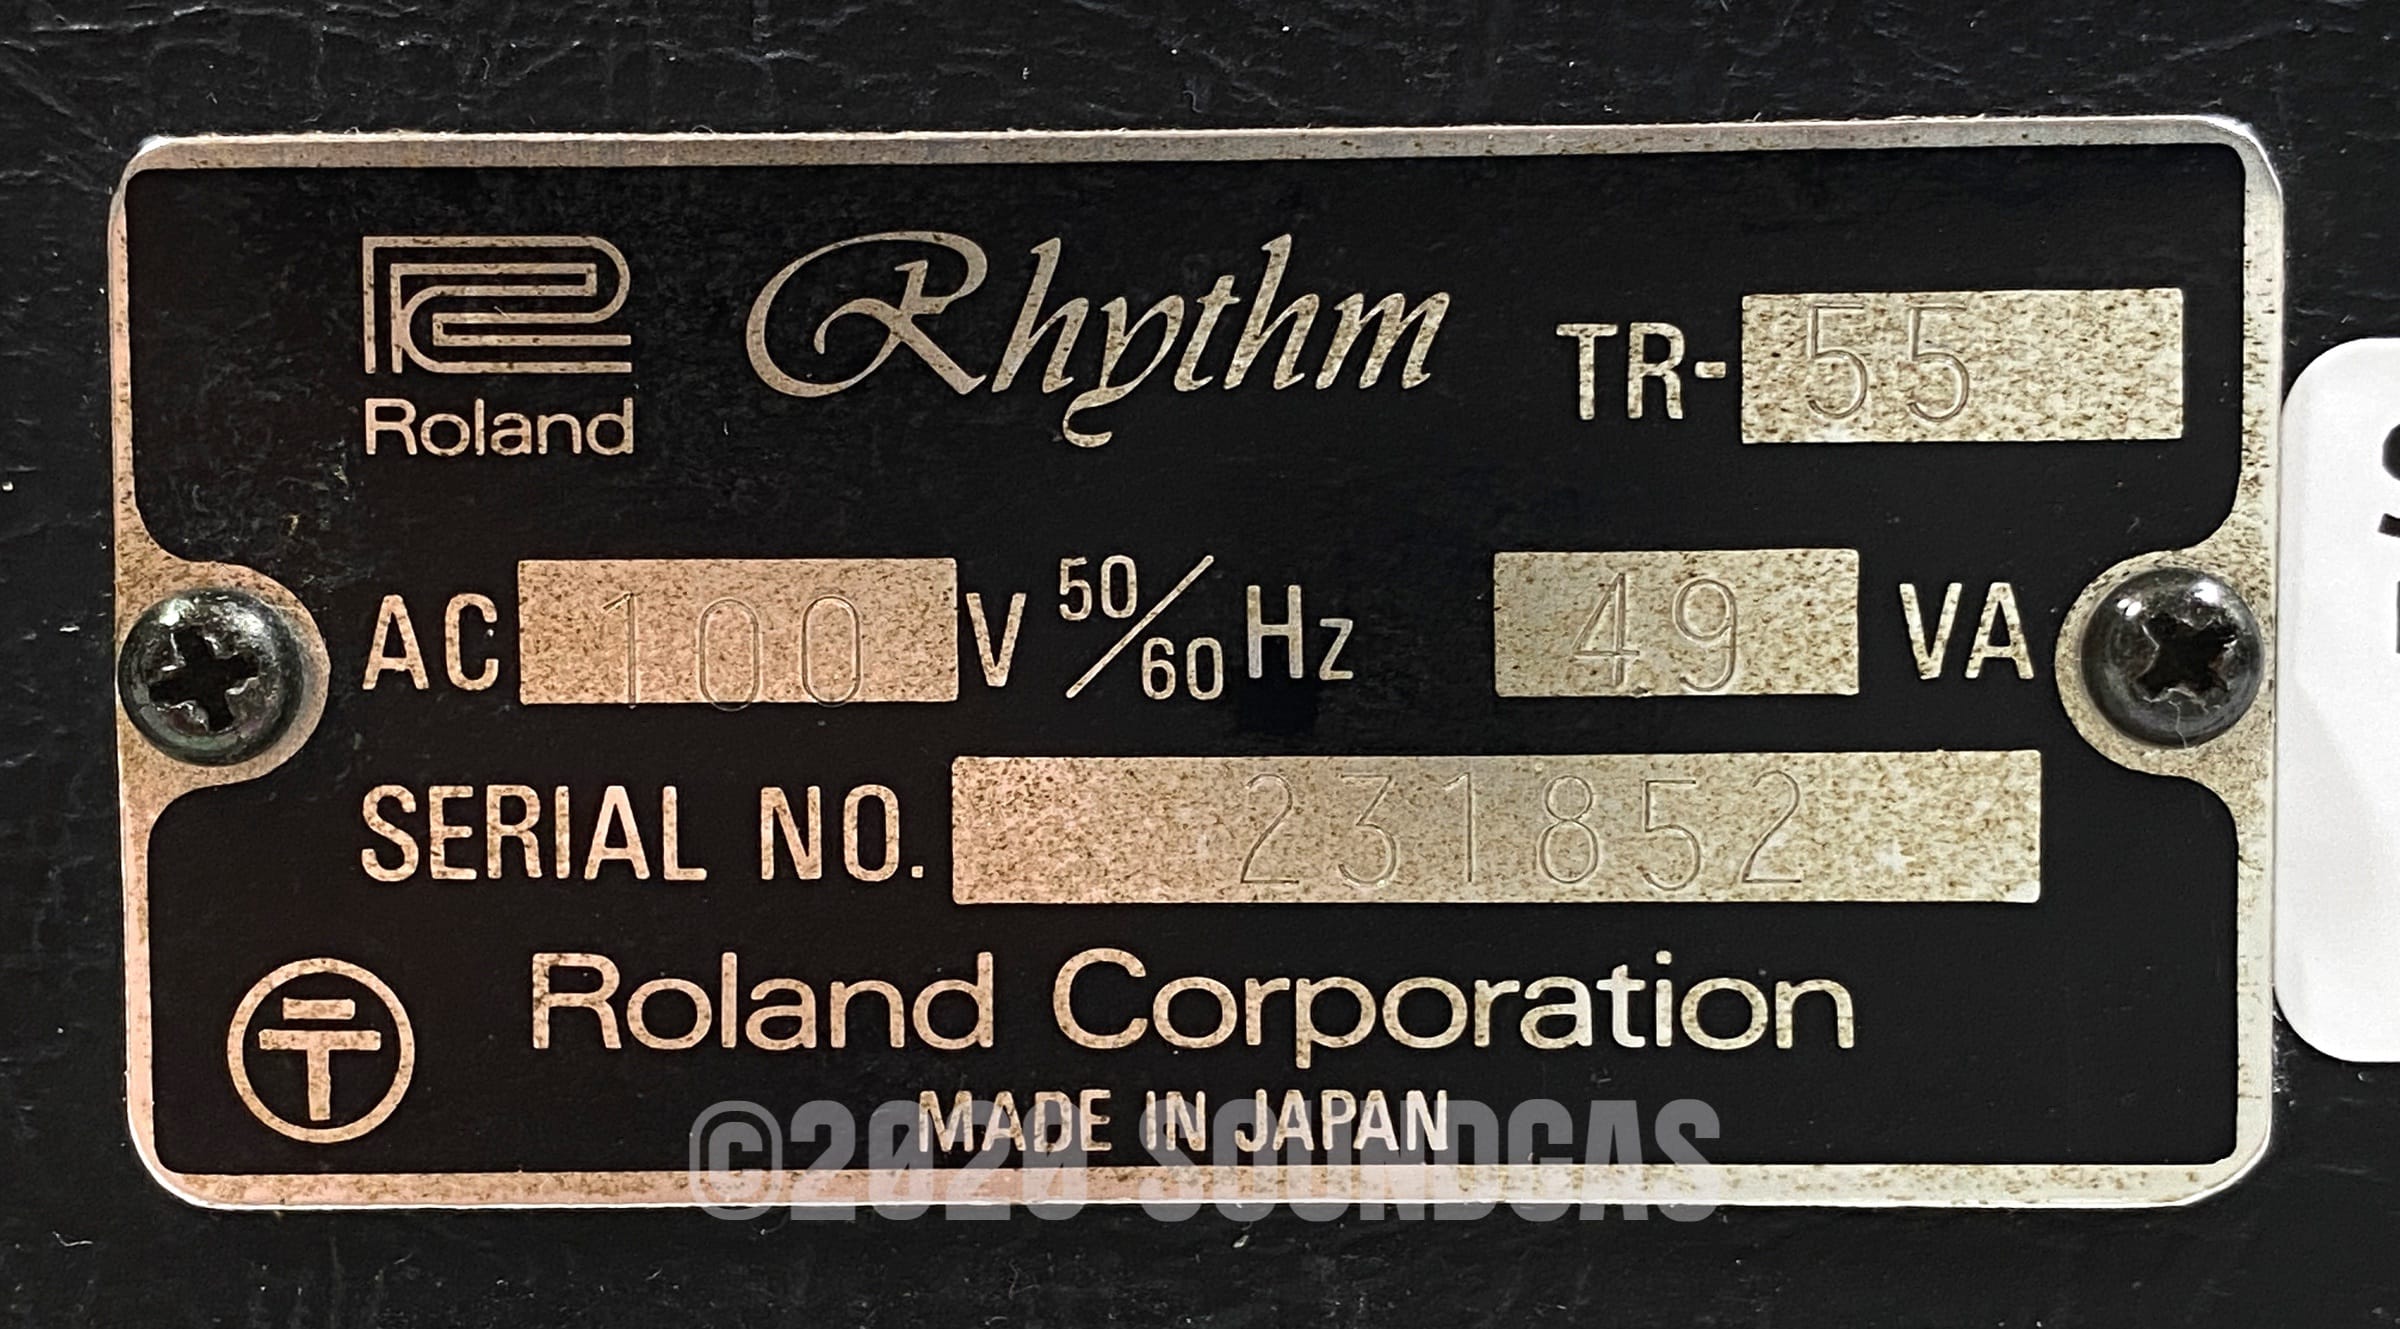 Roland Rhythm TR-55
AC 100 V 50/60 Hz 49 VA
SERIAL NO. 231852
Roland Corporation
MADE IN JAPAN
©2020 SOUNDGAS